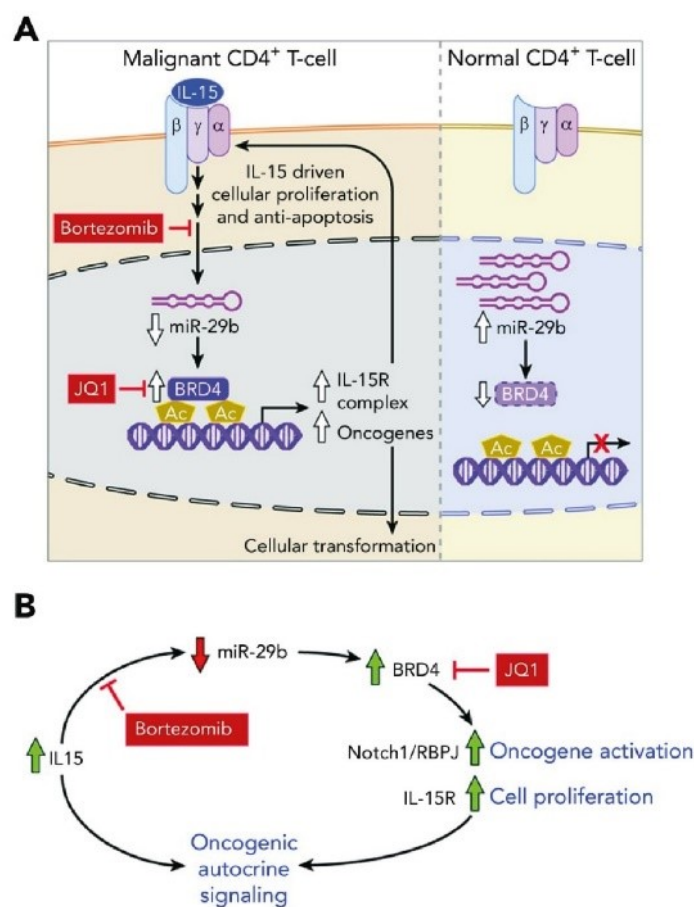 A
Malignant CD4+ T-cell
Normal CD4+ T-cell
IL-15
β
γ
α
β
γ
α
IL-15 driven
cellular proliferation
and anti-apoptosis
Bortezomib
miR-29b
miR-29b
JQ1
BRD4
Ac
Ac
IL-15R
complex
Oncogenes
BRD4
Ac
Ac
X
Cellular transformation
B
miR-29b
BRD4
JQ1
Bortezomib
IL15
Notch1/RBPJ
Oncogene activation
IL-15R
Cell proliferation
Oncogenic
autocrine
signaling